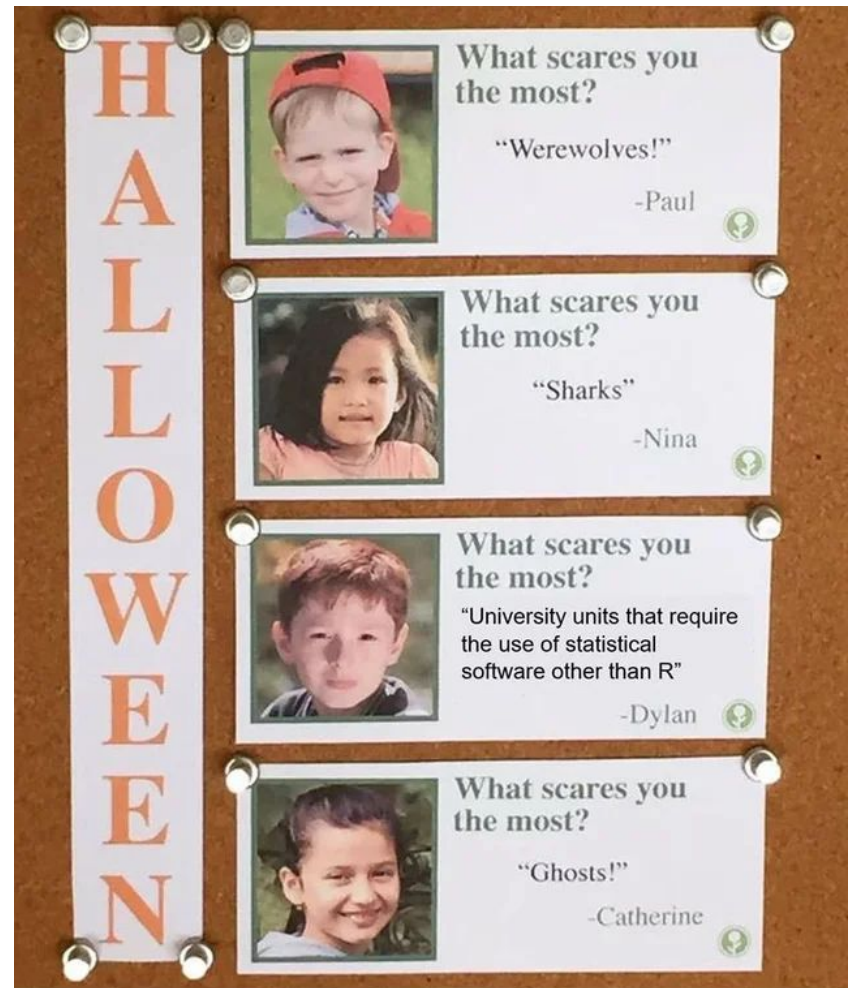 HALLOWEEN
What scares you
the most?
“Werewolves!”
-Paul
What scares you
the most?
“Sharks”
-Nina
What scares you
the most?
“University units that require
the use of statistical
software other than R”
-Dylan
What scares you
the most?
“Ghosts!”
-Catherine